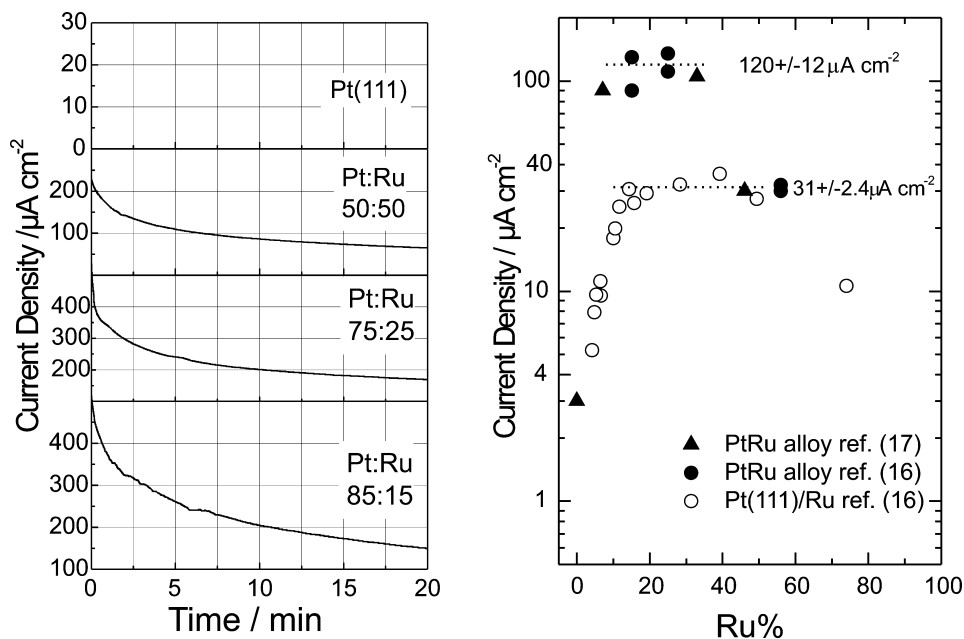 Current Density /µA cm-2
30
20
10
0
Pt(111)
200
100
Pt:Ru
50:50
400
300
200
Pt:Ru
75:25
400
300
200
100
Pt:Ru
85:15
0 5 10 15 20
Time / min
Current Density / µA cm-2
100
40
10
4
1
120+/-12µA cm-2
31+/-2.4µA cm-2
PtRu alloy ref. (17)
PtRu alloy ref. (16)
Pt(111)/Ru ref. (16)
0 20 40 60 80 100
Ru%